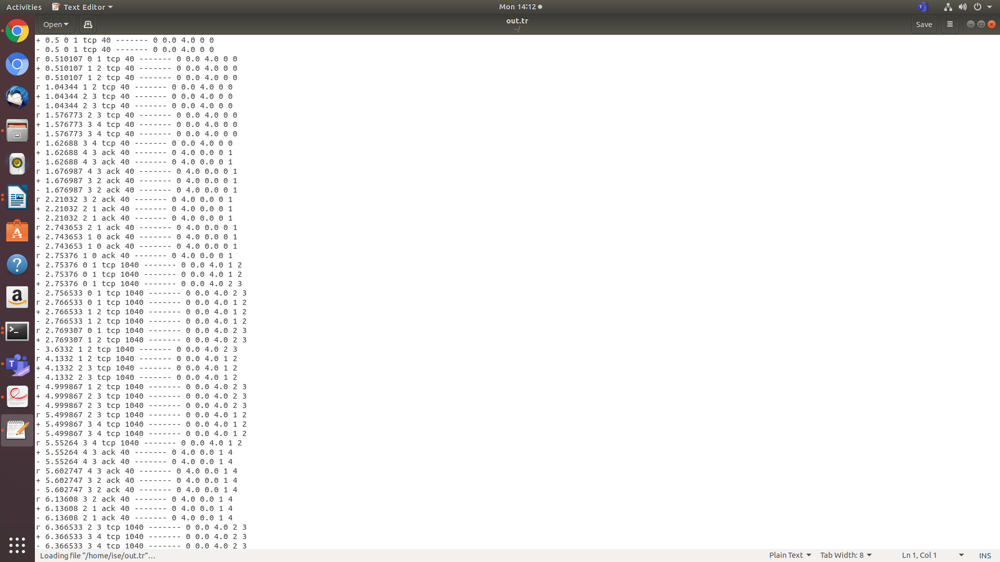 Activities Text Editor Mon 14:12
Open out.tr Save
~/
+ 0.5 0 1 tcp 40 ------- 0 0.0 4.0 0 0
- 0.5 0 1 tcp 40 ------- 0 0.0 4.0 0 0
r 0.510107 0 1 tcp 40 ------- 0 0.0 4.0 0 0
+ 0.510107 1 2 tcp 40 ------- 0 0.0 4.0 0 0
- 0.510107 1 2 tcp 40 ------- 0 0.0 4.0 0 0
r 1.04344 1 2 tcp 40 ------- 0 0.0 4.0 0 0
+ 1.04344 2 3 tcp 40 ------- 0 0.0 4.0 0 0
- 1.04344 2 3 tcp 40 ------- 0 0.0 4.0 0 0
r 1.576773 2 3 tcp 40 ------- 0 0.0 4.0 0 0
+ 1.576773 3 4 tcp 40 ------- 0 0.0 4.0 0 0
- 1.576773 3 4 tcp 40 ------- 0 0.0 4.0 0 0
r 1.62688 3 4 tcp 40 ------- 0 0.0 4.0 0 0
+ 1.62688 4 3 ack 40 ------- 0 4.0 0.0 0 1
- 1.62688 4 3 ack 40 ------- 0 4.0 0.0 0 1
r 1.676987 4 3 ack 40 ------- 0 4.0 0.0 0 1
+ 1.676987 3 2 ack 40 ------- 0 4.0 0.0 0 1
- 1.676987 3 2 ack 40 ------- 0 4.0 0.0 0 1
r 2.21032 3 2 ack 40 ------- 0 4.0 0.0 0 1
+ 2.21032 2 1 ack 40 ------- 0 4.0 0.0 0 1
- 2.21032 2 1 ack 40 ------- 0 4.0 0.0 0 1
r 2.743653 2 1 ack 40 ------- 0 4.0 0.0 0 1
+ 2.743653 1 0 ack 40 ------- 0 4.0 0.0 0 1
- 2.743653 1 0 ack 40 ------- 0 4.0 0.0 0 1
r 2.75376 1 0 ack 40 ------- 0 4.0 0.0 0 1
+ 2.75376 0 1 tcp 1040 ------- 0 0.0 4.0 1 2
- 2.75376 0 1 tcp 1040 ------- 0 0.0 4.0 1 2
+ 2.75376 0 1 tcp 1040 ------- 0 0.0 4.0 2 3
- 2.756533 0 1 tcp 1040 ------- 0 0.0 4.0 2 3
r 2.766533 0 1 tcp 1040 ------- 0 0.0 4.0 1 2
+ 2.766533 1 2 tcp 1040 ------- 0 0.0 4.0 1 2
- 2.766533 1 2 tcp 1040 ------- 0 0.0 4.0 1 2
r 2.769307 0 1 tcp 1040 ------- 0 0.0 4.0 2 3
+ 2.769307 1 2 tcp 1040 ------- 0 0.0 4.0 2 3
- 3.6332 1 2 tcp 1040 ------- 0 0.0 4.0 2 3
r 4.1332 1 2 tcp 1040 ------- 0 0.0 4.0 1 2
+ 4.1332 2 3 tcp 1040 ------- 0 0.0 4.0 1 2
- 4.1332 2 3 tcp 1040 ------- 0 0.0 4.0 1 2
r 4.999867 1 2 tcp 1040 ------- 0 0.0 4.0 2 3
+ 4.999867 2 3 tcp 1040 ------- 0 0.0 4.0 2 3
- 4.999867 2 3 tcp 1040 ------- 0 0.0 4.0 2 3
r 5.499867 2 3 tcp 1040 ------- 0 0.0 4.0 1 2
+ 5.499867 3 4 tcp 1040 ------- 0 0.0 4.0 1 2
- 5.499867 3 4 tcp 1040 ------- 0 0.0 4.0 1 2
r 5.55264 3 4 tcp 1040 ------- 0 0.0 4.0 1 2
+ 5.55264 4 3 ack 40 ------- 0 4.0 0.0 1 4
- 5.55264 4 3 ack 40 ------- 0 4.0 0.0 1 4
r 5.602747 4 3 ack 40 ------- 0 4.0 0.0 1 4
+ 5.602747 3 2 ack 40 ------- 0 4.0 0.0 1 4
- 5.602747 3 2 ack 40 ------- 0 4.0 0.0 1 4
r 6.13608 3 2 ack 40 ------- 0 4.0 0.0 1 4
+ 6.13608 2 1 ack 40 ------- 0 4.0 0.0 1 4
- 6.13608 2 1 ack 40 ------- 0 4.0 0.0 1 4
r 6.366533 2 3 tcp 1040 ------- 0 0.0 4.0 2 3
+ 6.366533 3 4 tcp 1040 ------- 0 0.0 4.0 2 3
- 6.366533 3 4 tcp 1040 ------- 0 0.0 4.0 2 3
Loading file “/home/ise/out.tr”… Plain Text Tab Width: 8 Ln 1, Col 1 INS